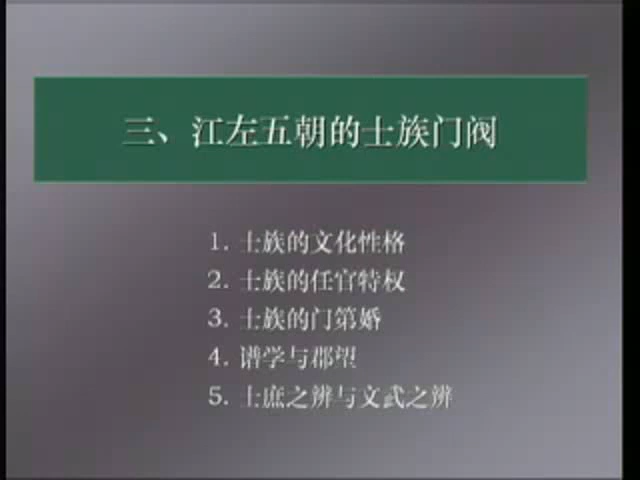 三、江左五朝的士族门阀
1. 士族的文化性格
2. 士族的任官特权
3. 士族的门第婚
4. 谱学与郡望
5. 士庶之辨与文武之辨